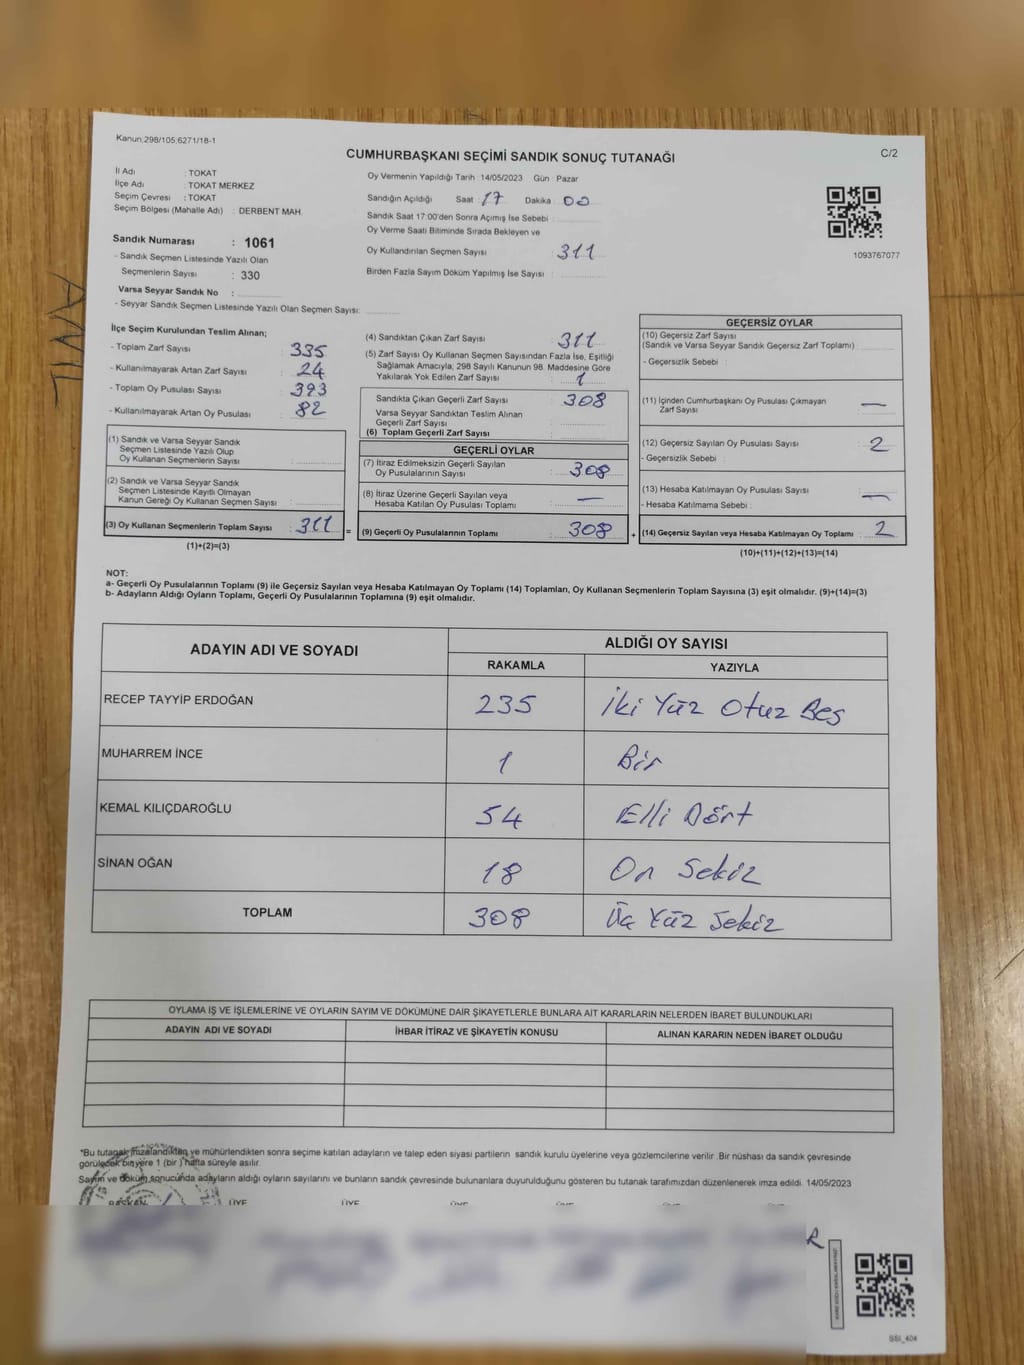 Kanun.298/105;6271/18-1
CUMHURBAŞKANI SEÇİMİ SANDIK SONUÇ TUTANAĞI
C/2
İl Adı : TOKAT
İlçe Adı : TOKAT MERKEZ
Seçim Çevresi : TOKAT
Seçim Bölgesi (Mahalle Adı) : DERBENT MAH.
Sandık Numarası : 1061
- Sandık Seçmen Listesinde Yazılı Olan
Seçmenlerin Sayısı : 330
Varsa Seyyar Sandık No :
- Seyyar Sandık Seçmen Listesinde Yazılı Olan Seçmen Sayısı:
Oy Vermenin Yapıldığı Tarih :14/05/2023 Gün : Pazar
Sandığın Açıldığı Saat : 17 Dakika : 00
Sandık Saat 17:00'den Sonra Açımış İse Sebebi :
Oy Verme Saati Bitiminde Sırada Bekleyen ve
Oy Kullandırılan Seçmen Sayısı : 311
Birden Fazla Sayım Döküm Yapılmış İse Sayısı :
1093767077
ANIL
İlçe Seçim Kurulundan Teslim Alınan;
- Toplam Zarf Sayısı : 335
- Kullanılmayarak Artan Zarf Sayısı : 24
- Toplam Oy Pusulası Sayısı : 393
- Kullanılmayarak Artan Oy Pusulası : 82
(1) Sandık ve Varsa Seyyar Sandık
Seçmen Listesinde Yazılı Olup
Oy Kullanan Seçmenlerin Sayısı :
(2) Sandık ve Varsa Seyyar Sandık
Seçmen Listesinde Kayıtlı Olmayan
Kanun Gereği Oy Kullanan Seçmen Sayısı :
(3) Oy Kullanan Seçmenlerin Toplam Sayısı : 311 =
(1)+(2)=(3)
(4) Sandıktan Çıkan Zarf Sayısı : 311
(5) Zarf Sayısı Oy Kullanan Seçmen Sayısından Fazla İse, Eşitliği
Sağlamak Amacıyla, 298 Sayılı Kanunun 98. Maddesine Göre
Yakılarak Yok Edilen Zarf Sayısı : 1
Sandıkta Çıkan Geçerli Zarf Sayısı : 308
Varsa Seyyar Sandıktan Teslim Alınan
Geçerli Zarf Sayısı :
(6) Toplam Geçerli Zarf Sayısı :
GEÇERLİ OYLAR
(7) İtiraz Edilmeksizin Geçerli Sayılan
Oy Pusulalarının Sayısı : 308
(8) İtiraz Üzerine Geçerli Sayılan veya
Hesaba Katılan Oy Pusulası Toplamı : —
(9) Geçerli Oy Pusulalarının Toplamı : 308 +
GEÇERSİZ OYLAR
(10) Geçersiz Zarf Sayısı
(Sandık ve Varsa Seyyar Sandık Geçersiz Zarf Toplamı) :
- Geçersizlik Sebebi :
(11) İçinden Cumhurbaşkanı Oy Pusulası Çıkmayan
Zarf Sayısı : —
(12) Geçersiz Sayılan Oy Pusulası Sayısı : 2
- Geçersizlik Sebebi :
(13) Hesaba Katılmayan Oy Pusulası Sayısı : —
- Hesaba Katılmama Sebebi :
(14) Geçersiz Sayılan veya Hesaba Katılmayan Oy Toplamı : 2
(10)+(11)+(12)+(13)=(14)
NOT:
a- Geçerli Oy Pusulalarının Toplamı (9) ile Geçersiz Sayılan veya Hesaba Katılmayan Oy Toplamı (14) Toplamları, Oy Kullanan Seçmenlerin Toplam Sayısına (3) eşit olmalıdır. (9)+(14)=(3)
b- Adayların Aldığı Oyların Toplamı, Geçerli Oy Pusulalarının Toplamına (9) eşit olmalıdır.
ADAYIN ADI VE SOYADI ALDIĞI OY SAYISI
RAKAMLA YAZIYLA
RECEP TAYYİP ERDOĞAN 235 İki Yüz Otuz Beş
MUHARREM İNCE 1 Bir
KEMAL KILIÇDAROĞLU 54 Elli Dört
SİNAN OĞAN 18 On Sekiz
TOPLAM 308 Üç Yüz Sekiz
OYLAMA İŞ VE İŞLEMLERİNE VE OYLARIN SAYIM VE DÖKÜMÜNE DAİR ŞİKAYETLERLE BUNLARA AİT KARARLARIN NELERDEN İBARET BULUNDUKLARI
ADAYIN ADI VE SOYADI İHBAR İTİRAZ VE ŞİKAYETİN KONUSU ALINAN KARARIN NEDEN İBARET OLDUĞU
*Bu tutanak imzalandıktan ve mühürlendikten sonra seçime katılan adayların ve talep eden siyasi partilerin sandık kurulu üyelerine veya gözlemcilerine verilir .Bir nüshası da sandık çevresinde
görülecek bir yere 1 (bir ) hafta süreyle asılır.
Sayım ve döküm sonucunda adayların aldığı oyların sayılarını ve bunların sandık çevresinde bulunanlara duyurulduğunu gösteren bu tutanak tarafımızdan düzenlenerek imza edildi. 14/05/2023
BAŞKAN ÜYE ÜYE ÜYE ÜYE ÜYE
SSI_404